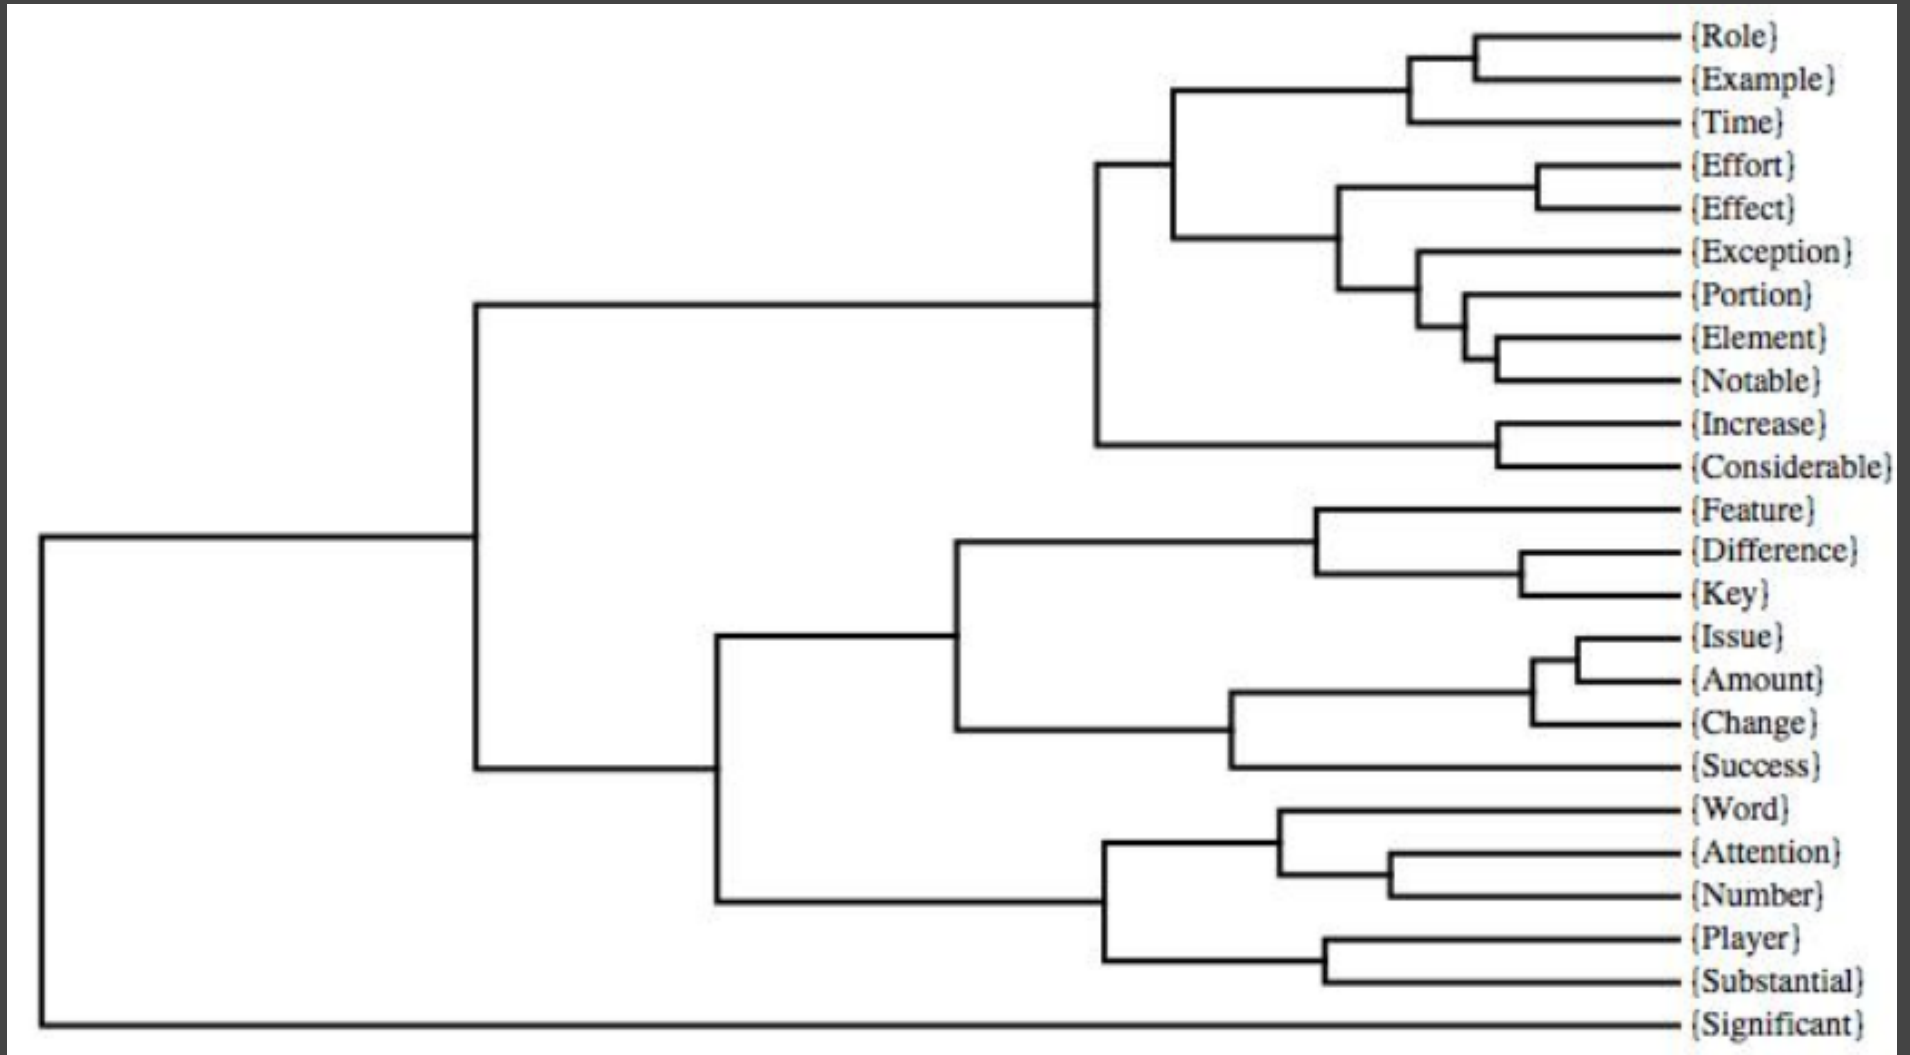 {Role}
{Example}
{Time}
{Effort}
{Effect}
{Exception}
{Portion}
{Element}
{Notable}
{Increase}
{Considerable}
{Feature}
{Difference}
{Key}
{Issue}
{Amount}
{Change}
{Success}
{Word}
{Attention}
{Number}
{Player}
{Substantial}
{Significant}